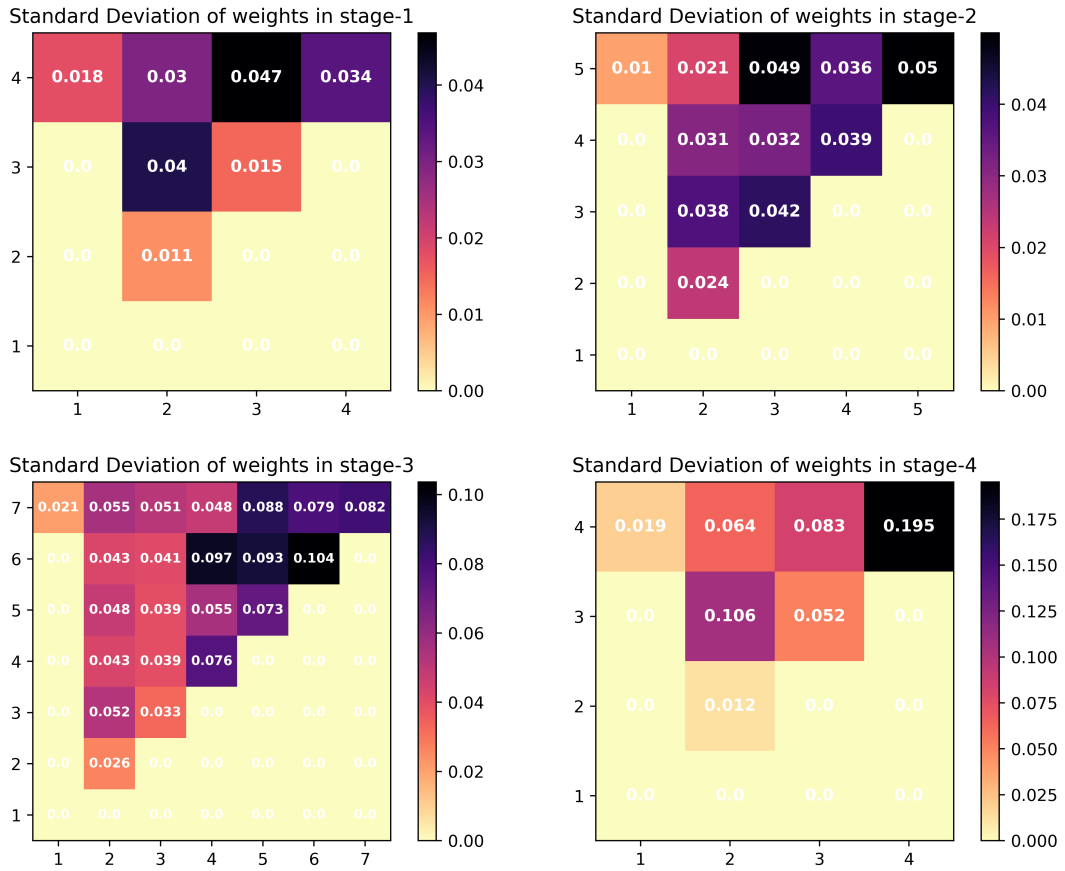 Standard Deviation of weights in stage-1
4 0.018 0.03 0.047 0.034
3 0.0 0.04 0.015 0.0
2 0.0 0.011 0.0 0.0
1 0.0 0.0 0.0 0.0
1 2 3 4
0.04
0.03
0.02
0.01
0.00
Standard Deviation of weights in stage-2
5 0.01 0.021 0.049 0.036 0.05
4 0.0 0.031 0.032 0.039 0.0
3 0.0 0.038 0.042 0.0 0.0
2 0.0 0.024 0.0 0.0 0.0
1 0.0 0.0 0.0 0.0 0.0
1 2 3 4 5
0.04
0.03
0.02
0.01
0.00
Standard Deviation of weights in stage-3
7 0.021 0.055 0.051 0.048 0.088 0.079 0.082
6 0.0 0.043 0.041 0.097 0.093 0.104 0.0
5 0.0 0.048 0.039 0.055 0.073 0.0 0.0
4 0.0 0.043 0.039 0.076 0.0 0.0 0.0
3 0.0 0.052 0.033 0.0 0.0 0.0 0.0
2 0.0 0.026 0.0 0.0 0.0 0.0 0.0
1 0.0 0.0 0.0 0.0 0.0 0.0 0.0
1 2 3 4 5 6 7
0.10
0.08
0.06
0.04
0.02
0.00
Standard Deviation of weights in stage-4
4 0.019 0.064 0.083 0.195
3 0.0 0.106 0.052 0.0
2 0.0 0.012 0.0 0.0
1 0.0 0.0 0.0 0.0
1 2 3 4
0.175
0.150
0.125
0.100
0.075
0.050
0.025
0.000